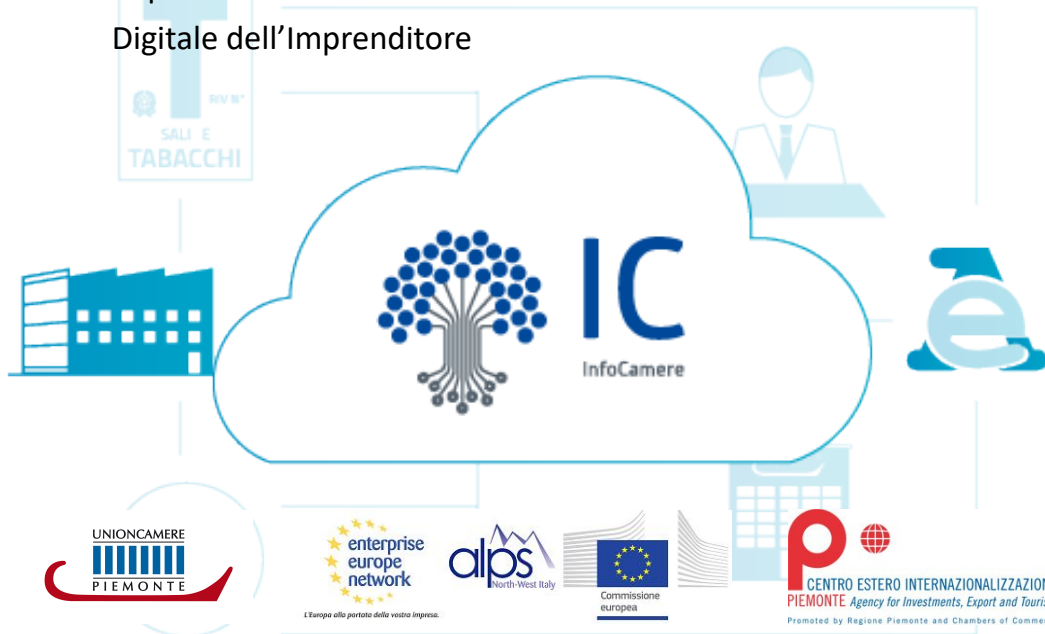 Digitale dell’Imprenditore
RIV N°
SALI E
TABACCHI
IC
InfoCamere
e
UNIONCAMERE
PIEMONTE
enterprise
europe
network
L'Europa alla portata della vostra impresa.
alps
North-West Italy
Commissione
europea
CENTRO ESTERO INTERNAZIONALIZZAZION
PIEMONTE Agency for Investments, Export and Touris
Promoted by Regione Piemonte and Chambers of Commer